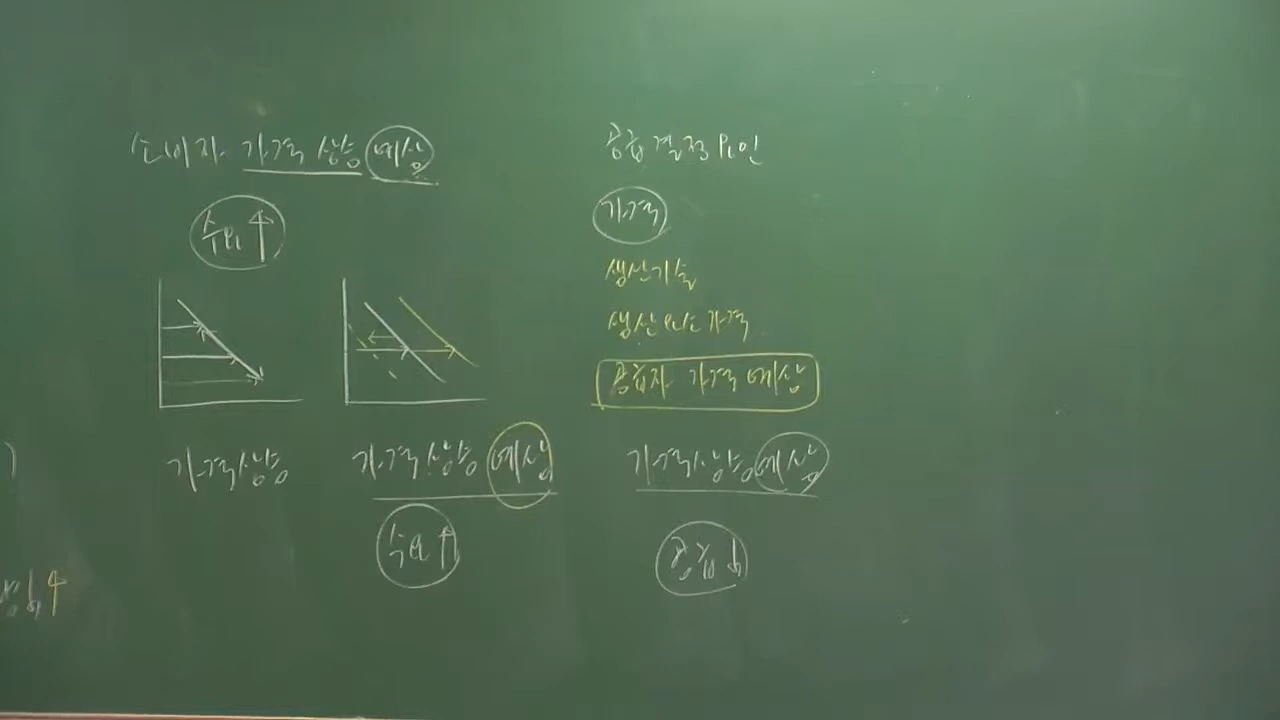 소비자 가격 상승 예상
수요↑
가격상승
가격상승 예상
수요↑
공급결정요인
가격
생산기술
생산요소가격
공급자 가격예상
가격상승예상
공급↓